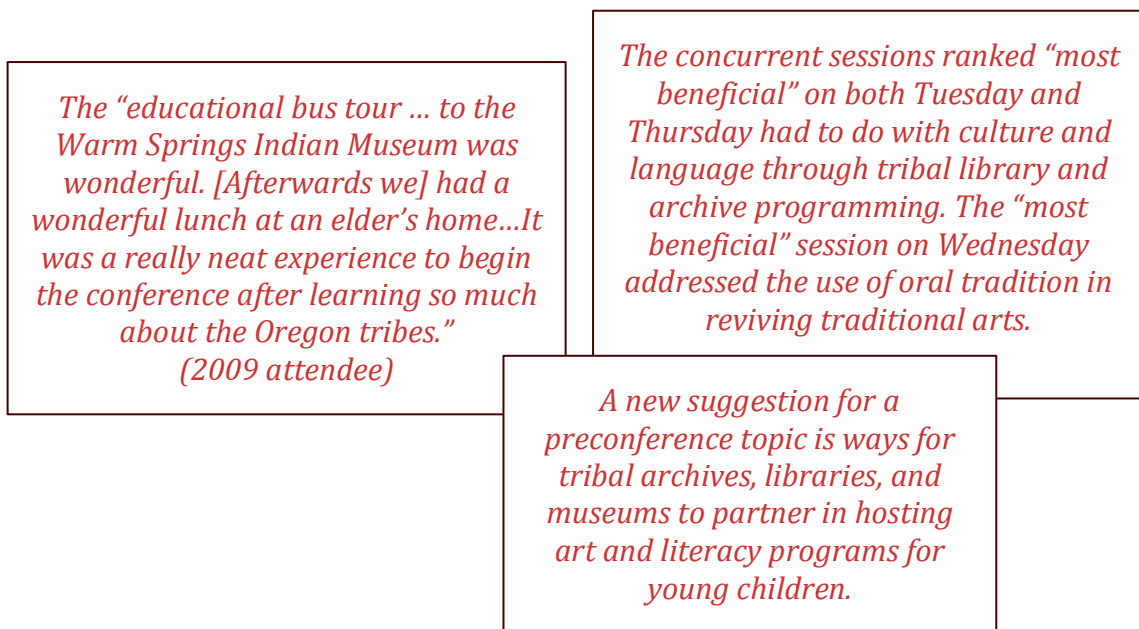 The “educational bus tour … to the
Warm Springs Indian Museum was
wonderful. [Afterwards we] had a
wonderful lunch at an elder’s home…It
was a really neat experience to begin
the conference after learning so much
about the Oregon tribes.”
(2009 attendee)
The concurrent sessions ranked “most
beneficial” on both Tuesday and
Thursday had to do with culture and
language through tribal library and
archive programming. The “most
beneficial” session on Wednesday
addressed the use of oral tradition in
reviving traditional arts.
A new suggestion for a
preconference topic is ways for
tribal archives, libraries, and
museums to partner in hosting
art and literacy programs for
young children.